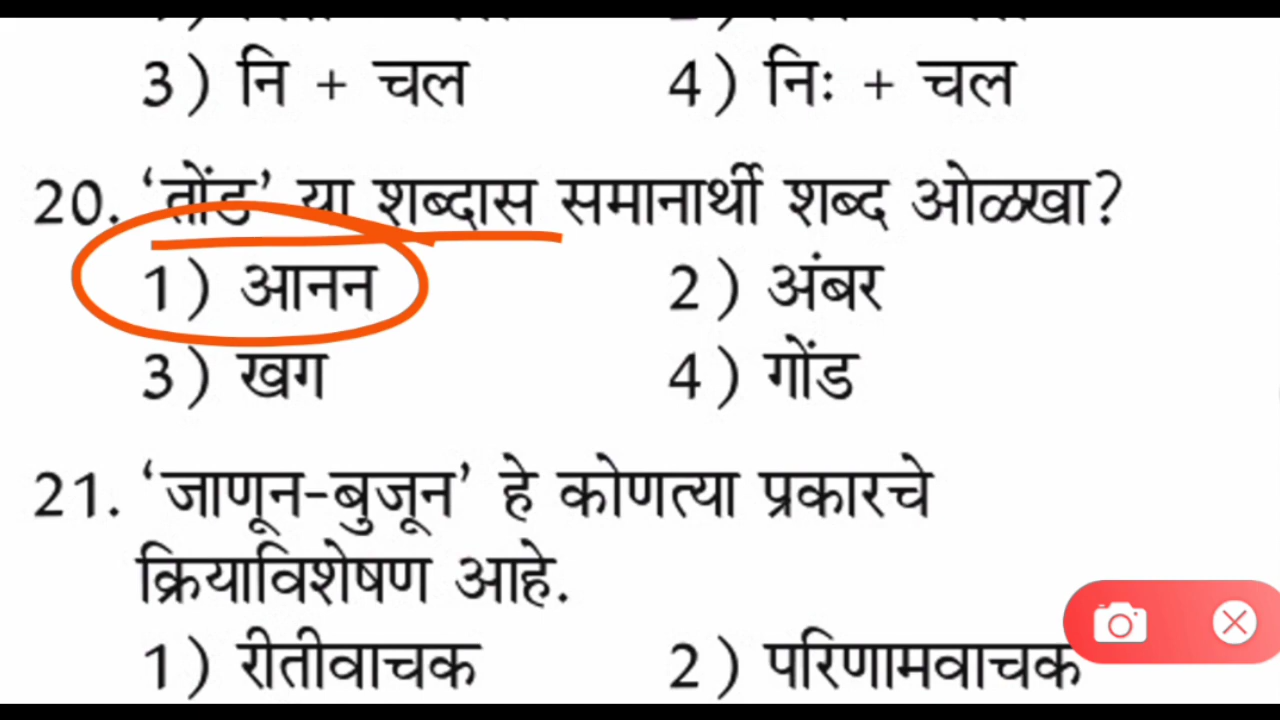 3) नि + चल 4) निः + चल
20. ‘तोंड’ या शब्दास समानार्थी शब्द ओळखा?
1) आनन 2) अंबर
3) खग 4) गोंड
21. ‘जाणून-बुजून’ हे कोणत्या प्रकारचे
क्रियाविशेषण आहे.
1) रीतीवाचक 2) परिणामवाचक